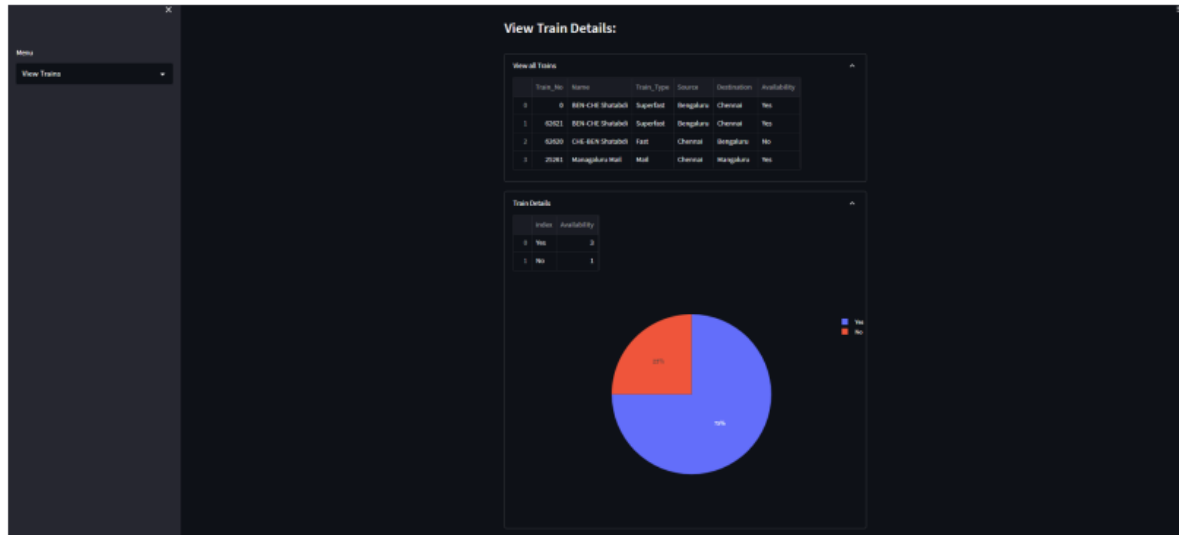 View Train Details:
Menu
View Trains
View all Trains
Train_No Name Train_Type Source Destination Availability
0 0 BEN-CHE Shatabdi Superfast Bengaluru Chennai Yes
1 62621 BEN-CHE Shatabdi Superfast Bengaluru Chennai Yes
2 62620 CHE-BEN Shatabdi Fast Chennai Bengaluru No
3 25261 Managaluru Mail Mail Chennai Mangaluru Yes
Train Details
Index Availability
0 Yes 3
1 No 1
Yes
No